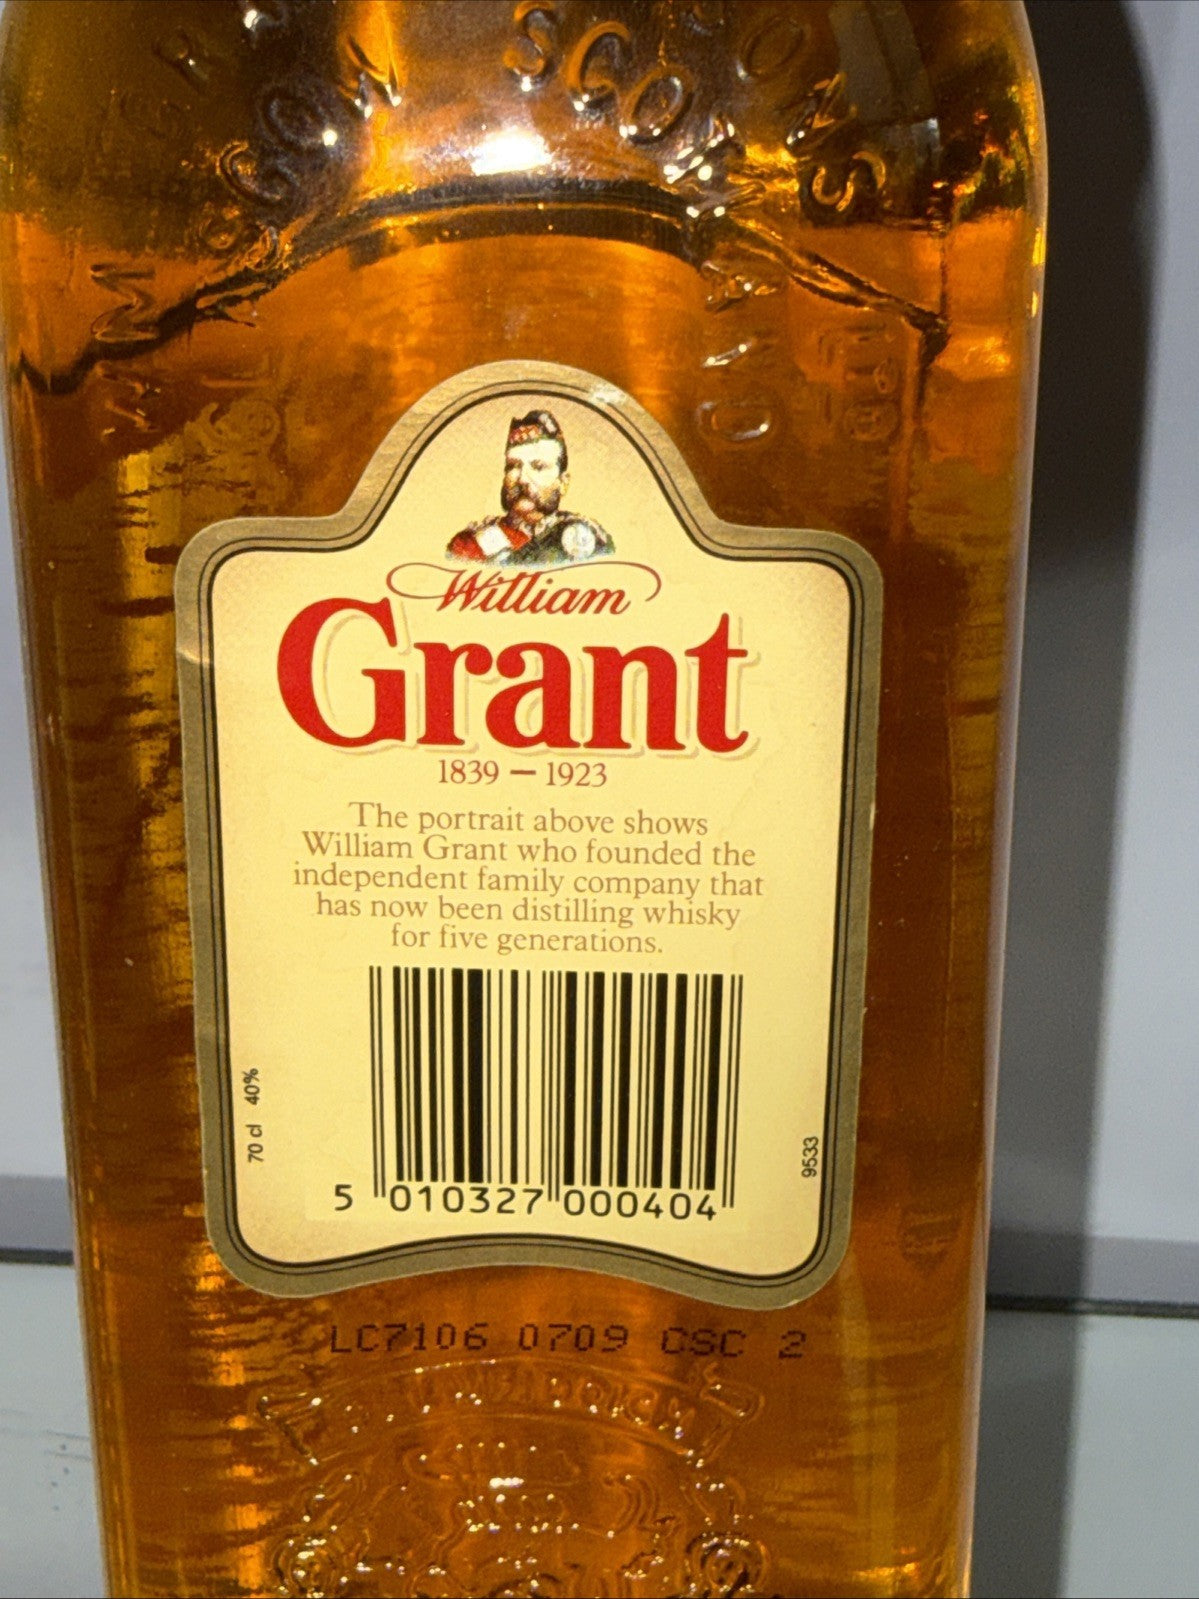 SCOTLAND
William
Grant
1839 – 1923
The portrait above shows
William Grant who founded the
independent family company that
has now been distilling whisky
for five generations.
70 cl 40%
9533
5 010327 000404
LC7106 0709 CSC 2